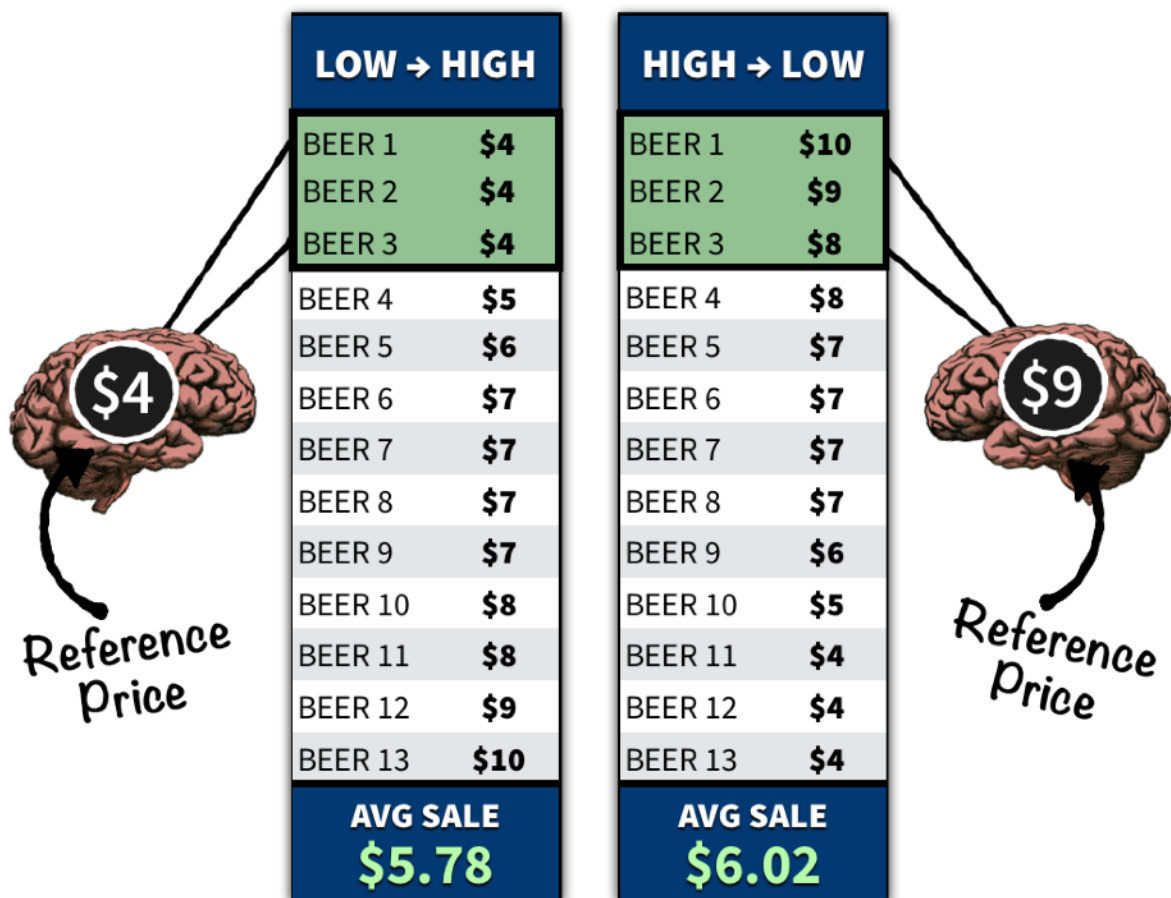 LOW → HIGH
BEER 1 $4
BEER 2 $4
BEER 3 $4
BEER 4 $5
BEER 5 $6
BEER 6 $7
BEER 7 $7
BEER 8 $7
BEER 9 $7
BEER 10 $8
BEER 11 $8
BEER 12 $9
BEER 13 $10
AVG SALE
$5.78
$4
Reference
Price
HIGH → LOW
BEER 1 $10
BEER 2 $9
BEER 3 $8
BEER 4 $8
BEER 5 $7
BEER 6 $7
BEER 7 $7
BEER 8 $7
BEER 9 $6
BEER 10 $5
BEER 11 $4
BEER 12 $4
BEER 13 $4
AVG SALE
$6.02
$9
Reference
Price